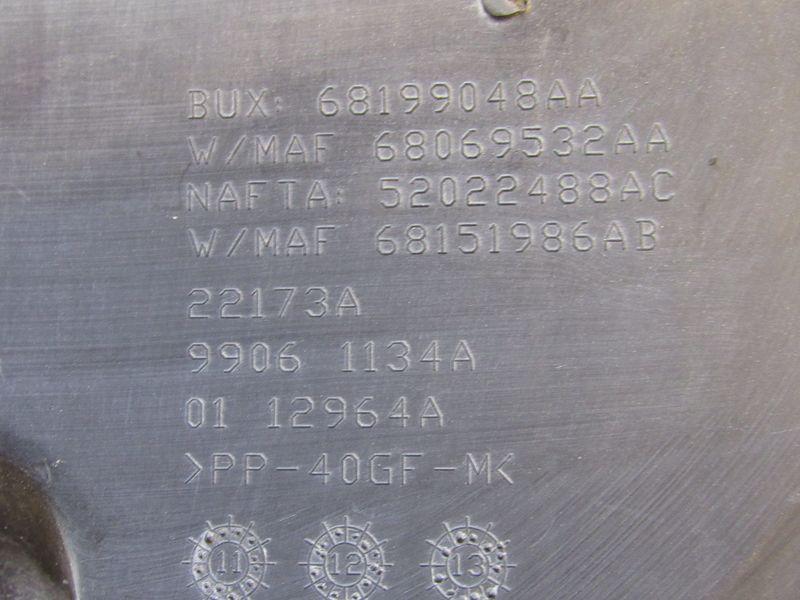 BUX: 68199048AA
W/MAF 68069532AA
NAFTA: 52022488AC
W/MAF 68151986AB
22173A
9906 1134A
01 12964A
>PP-40GF-M<
11 12 13